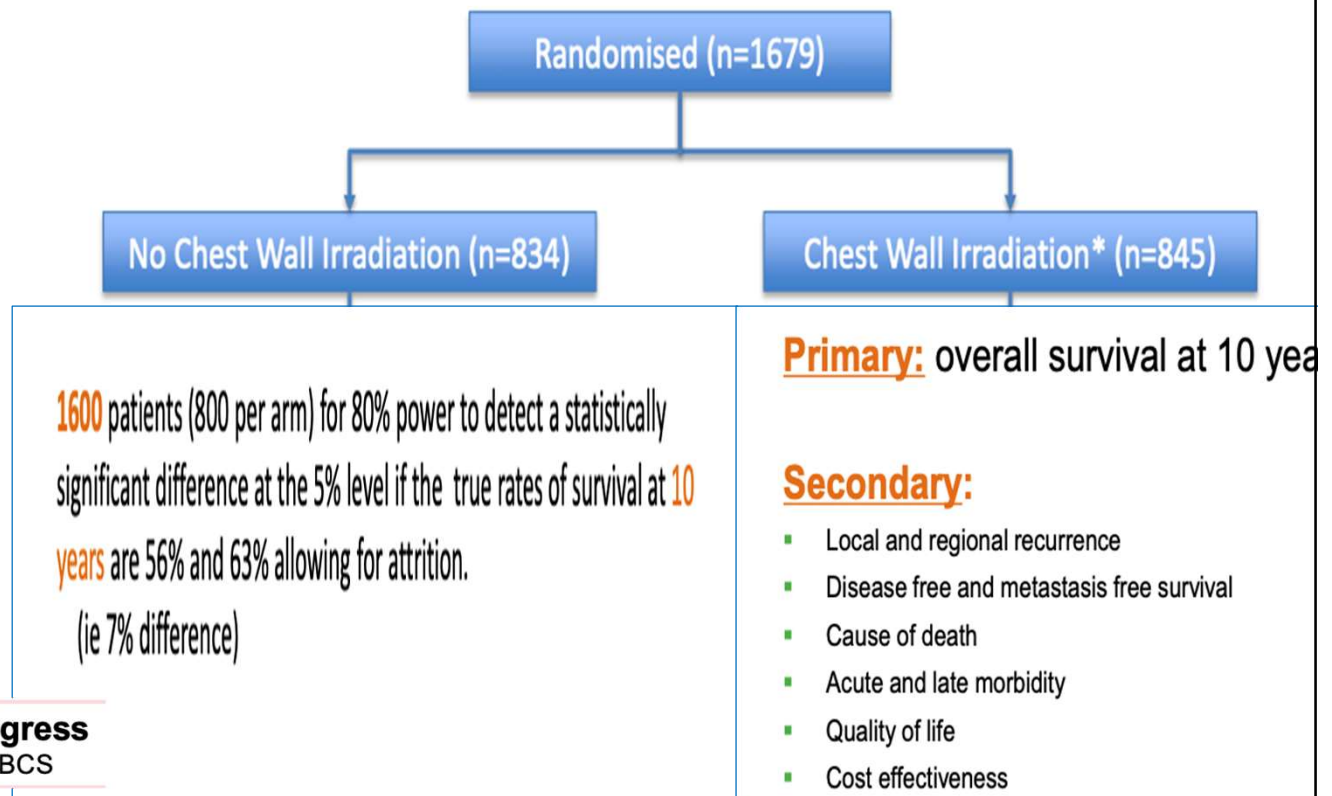 Randomised (n=1679)
No Chest Wall Irradiation (n=834)
Chest Wall Irradiation* (n=845)
1600 patients (800 per arm) for 80% power to detect a statistically
significant difference at the 5% level if the true rates of survival at 10
years are 56% and 63% allowing for attrition.
(ie 7% difference)
Primary: overall survival at 10 yea
Secondary:
Local and regional recurrence
Disease free and metastasis free survival
Cause of death
Acute and late morbidity
Quality of life
Cost effectiveness
gress
BCS